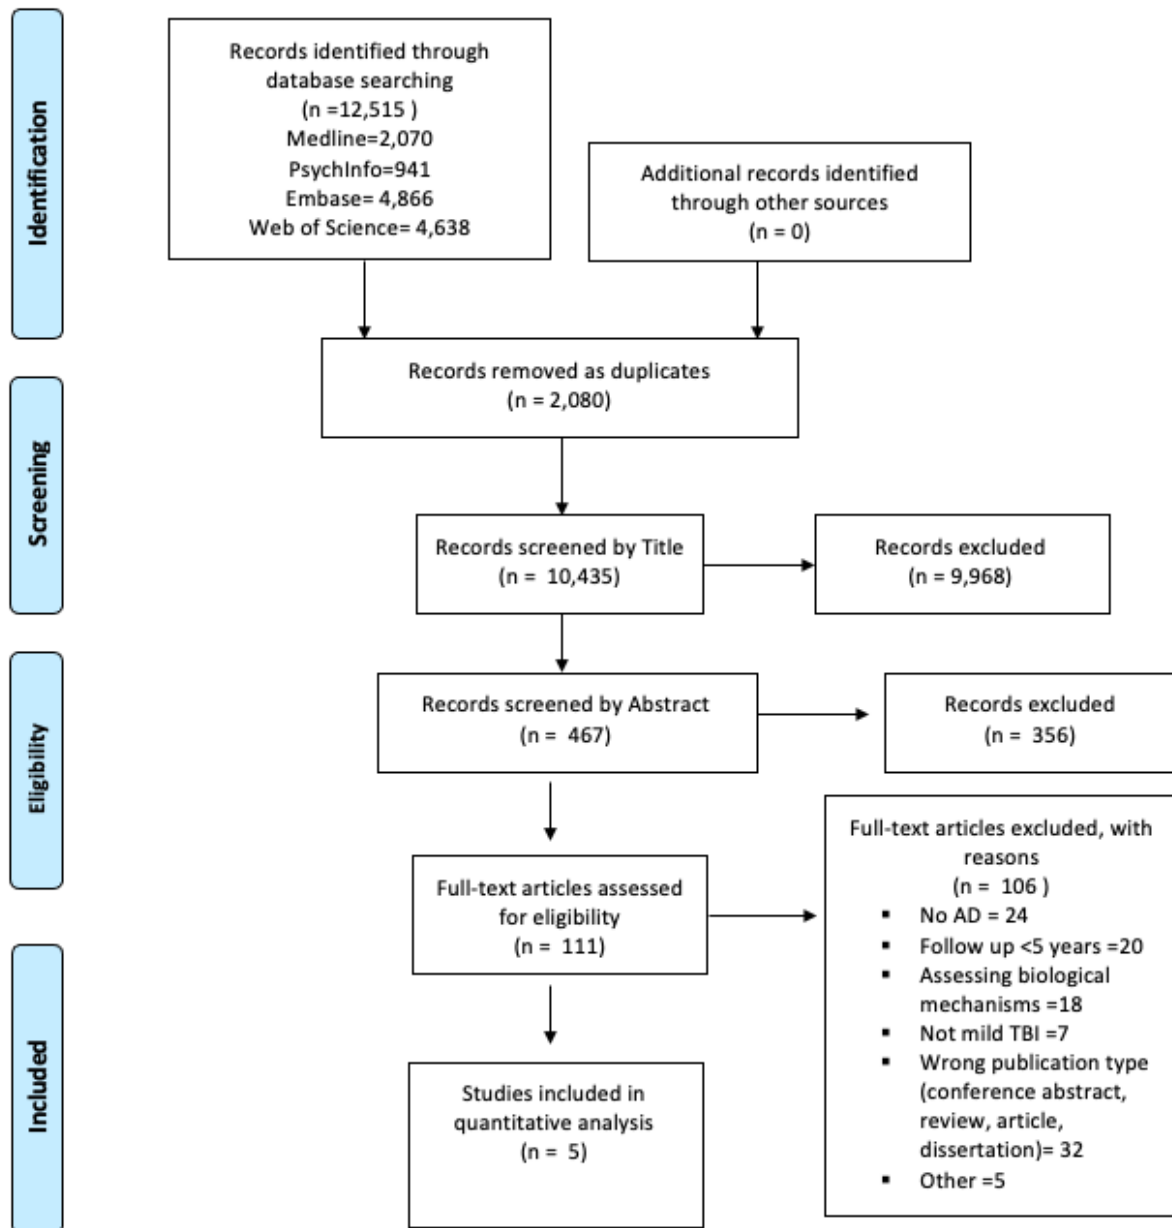 Identification
Records identified through
database searching
(n =12,515 )
Medline=2,070
PsychInfo=941
Embase= 4,866
Web of Science= 4,638
Additional records identified
through other sources
(n = 0)
Records removed as duplicates
(n = 2,080)
Screening
Records screened by Title
(n =  10,435)
Records excluded
(n = 9,968)
Eligibility
Records screened by Abstract
(n =  467)
Records excluded
(n =  356)
Full-text articles assessed
for eligibility
(n =  111)
Full-text articles excluded, with
reasons
(n =  106 )
▪ No AD = 24
▪ Follow up <5 years =20
▪ Assessing biological
mechanisms =18
▪ Not mild TBI =7
▪ Wrong publication type
(conference abstract,
review, article,
dissertation)= 32
▪ Other =5
Included
Studies included in
quantitative analysis
(n =  5)